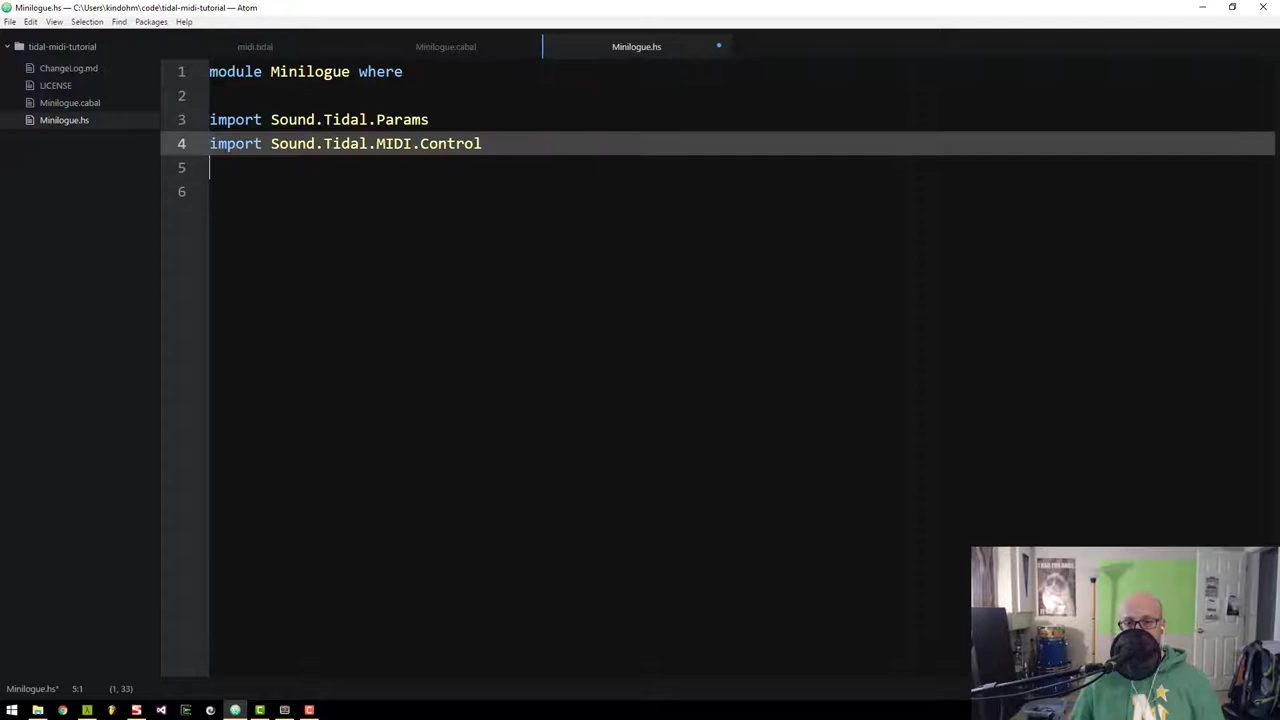 Minilogue.hs — C:\Users\kindohm\code\tidal-midi-tutorial — Atom
File Edit View Selection Find Packages Help
tidal-midi-tutorial
midi.tidal
Minilogue.cabal
Minilogue.hs
ChangeLog.md
LICENSE
Minilogue.cabal
Minilogue.hs
1 module Minilogue where
2
3 import Sound.Tidal.Params
4 import Sound.Tidal.MIDI.Control
5
6
Minilogue.hs* 5:1 (1, 33)